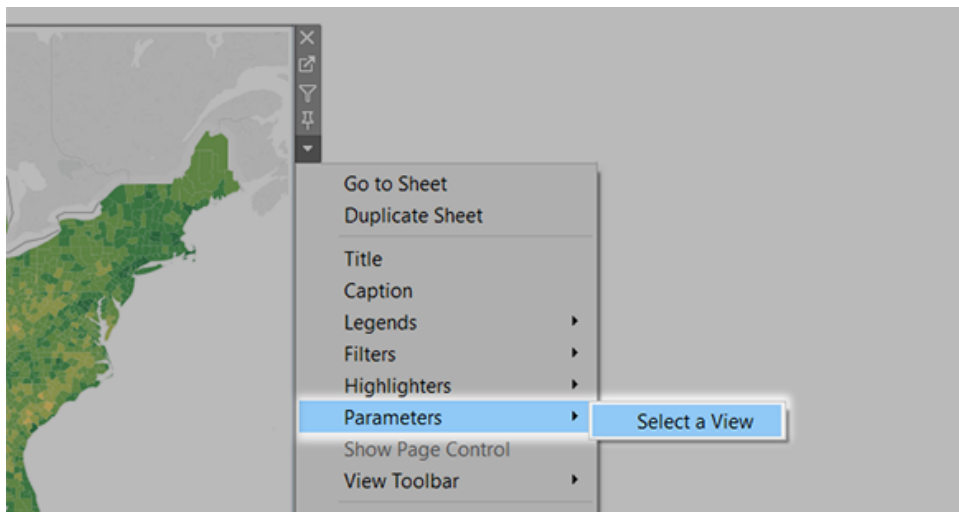 Go to Sheet
Duplicate Sheet
Title
Caption
Legends
Filters
Highlighters
Parameters
Select a View
Show Page Control
View Toolbar